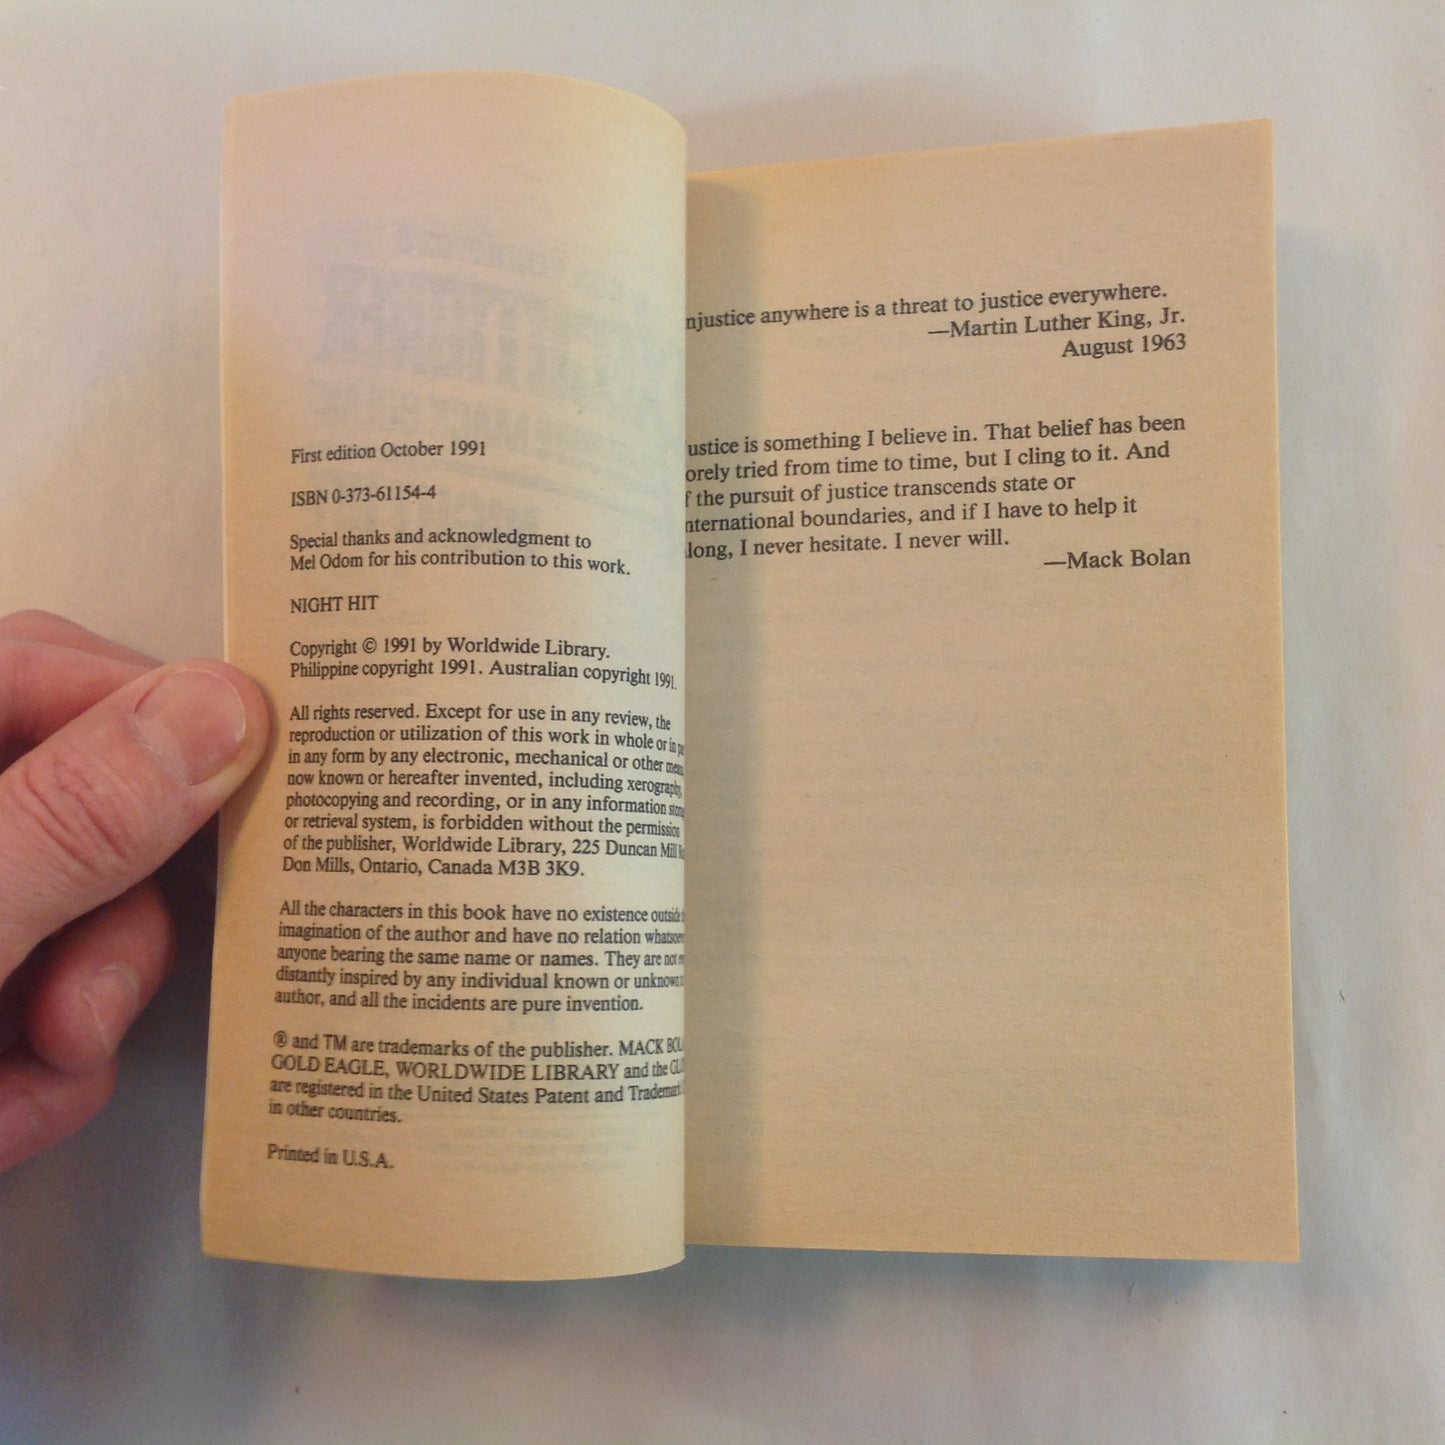 First edition October 1991
ISBN 0-373-61154-4
Special thanks and acknowledgment to
Mel Odom for his contribution to this work.
NIGHT HIT
Copyright © 1991 by Worldwide Library.
Philippine copyright 1991. Australian copyright 1991.
All rights reserved. Except for use in any review, the
reproduction or utilization of this work in whole or in
in any form by any electronic, mechanical or other
now known or hereafter invented, including xerography,
photocopying and recording, or in any information
or retrieval system, is forbidden without the permission
of the publisher, Worldwide Library, 225 Duncan Mill
Don Mills, Ontario, Canada M3B 3K9.
All the characters in this book have no existence outside
imagination of the author and have no relation
anyone bearing the same name or names. They are not
distantly inspired by any individual known or unknown
author, and all the incidents are pure invention.
® and TM are trademarks of the publisher. MACK
GOLD EAGLE, WORLDWIDE LIBRARY and the
are registered in the United States Patent and Trademark
in other countries.
Printed in U.S.A.
njustice anywhere is a threat to justice everywhere.
—Martin Luther King, Jr.
August 1963
ustice is something I believe in. That belief has been
orely tried from time to time, but I cling to it. And
f the pursuit of justice transcends state or
nternational boundaries, and if I have to help it
long, I never hesitate. I never will.
—Mack Bolan